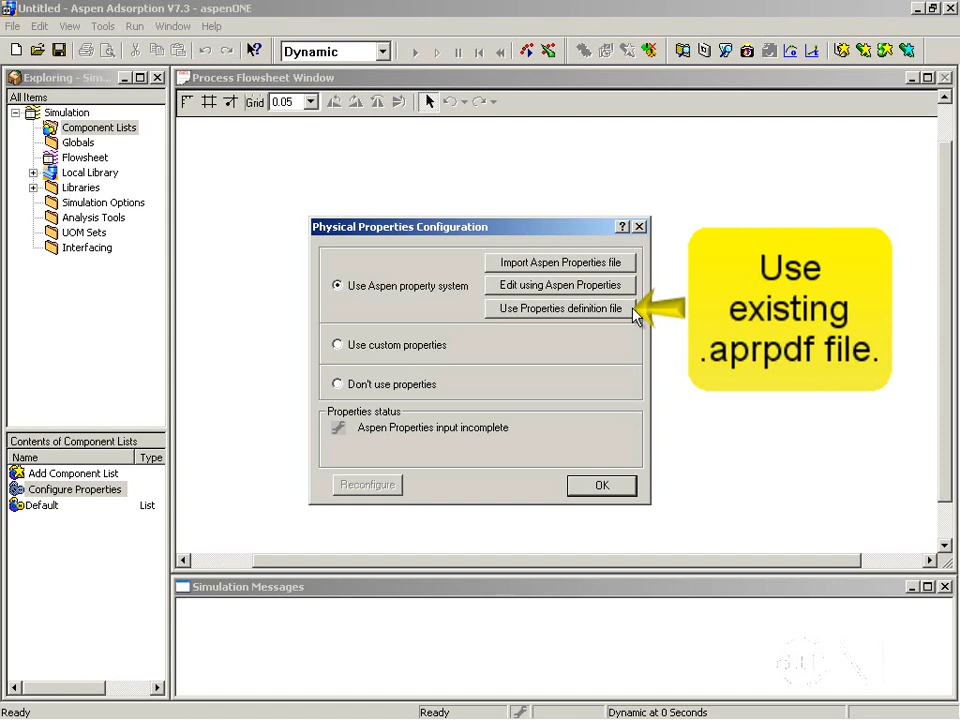 Untitled - Aspen Adsorption V7.3 - aspenONE
File Edit View Tools Run Window Help
Dynamic
Exploring - Sim...
Process Flowsheet Window
All Items
Grid 0.05
Simulation
Component Lists
Globals
Flowsheet
Local Library
Libraries
Simulation Options
Analysis Tools
UOM Sets
Interfacing
Physical Properties Configuration
Import Aspen Properties file
Use Aspen property system
Edit using Aspen Properties
Use Properties definition file
Use custom properties
Don't use properties
Properties status
Aspen Properties input incomplete
Reconfigure
OK
Use
existing
.aprpdf file.
Contents of Component Lists
Name Type
Add Component List
Configure Properties
Default List
Simulation Messages
Ready
Ready
Dynamic at 0 Seconds